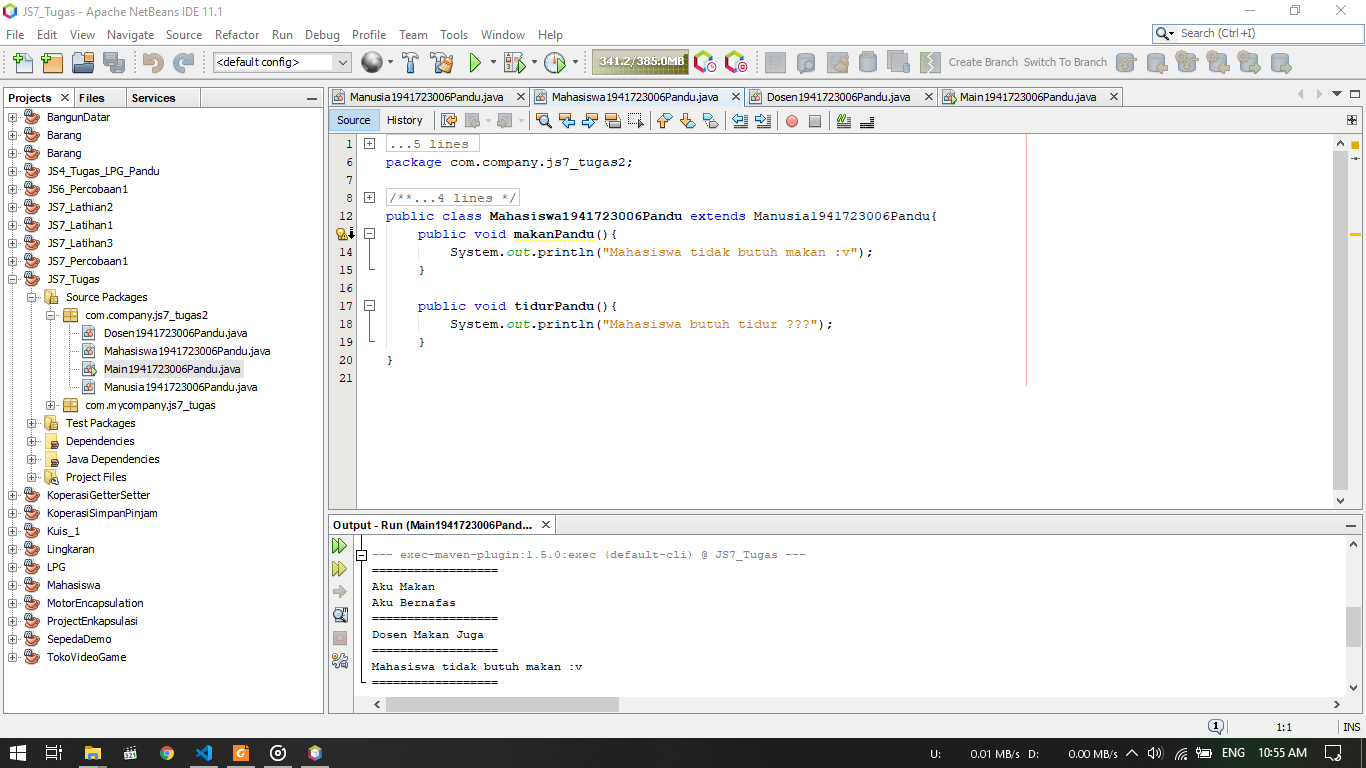 JS7_Tugas - Apache NetBeans IDE 11.1
File Edit View Navigate Source Refactor Run Debug Profile Team Tools Window Help
Search (Ctrl +I)
<default config>
341.2/385.0MB
Create Branch Switch To Branch
Projects Files Services
BangunDatar
Barang
Barang
JS4_Tugas_LPG_Pandu
JS6_Percobaan1
JS7_Lathian2
JS7_Latihan1
JS7_Latihan3
JS7_Percobaan1
JS7_Tugas
Source Packages
com.company.js7_tugas2
Dosen1941723006Pandu.java
Mahasiswa1941723006Pandu.java
Main1941723006Pandu.java
Manusia1941723006Pandu.java
com.mycompany.js7_tugas
Test Packages
Dependencies
Java Dependencies
Project Files
KoperasiGetterSetter
KoperasiSimpanPinjam
Kuis_1
Lingkaran
LPG
Mahasiswa
MotorEncapsulation
ProjectEnkapsulasi
SepedaDemo
TokoVideoGame
Manusia1941723006Pandu.java Mahasiswa1941723006Pandu.java Dosen1941723006Pandu.java Main1941723006Pandu.java
Source History
1 ...5 lines
6 package com.company.js7_tugas2;
7
8 /**...4 lines */
12 public class Mahasiswa1941723006Pandu extends Manusia1941723006Pandu{
public void makanPandu(){
14 System.out.println("Mahasiswa tidak butuh makan :v");
15 }
16
17 public void tidurPandu(){
18 System.out.println("Mahasiswa butuh tidur ???");
19 }
20 }
21
Output - Run (Main1941723006Pand...
--- exec-maven-plugin:1.5.0:exec (default-cli) @ JS7_Tugas ---
==================
Aku Makan
Aku Bernafas
==================
Dosen Makan Juga
==================
Mahasiswa tidak butuh makan :v
==================
1 1:1 INS
U: 0.01 MB/s D: 0.00 MB/s ENG 10:55 AM